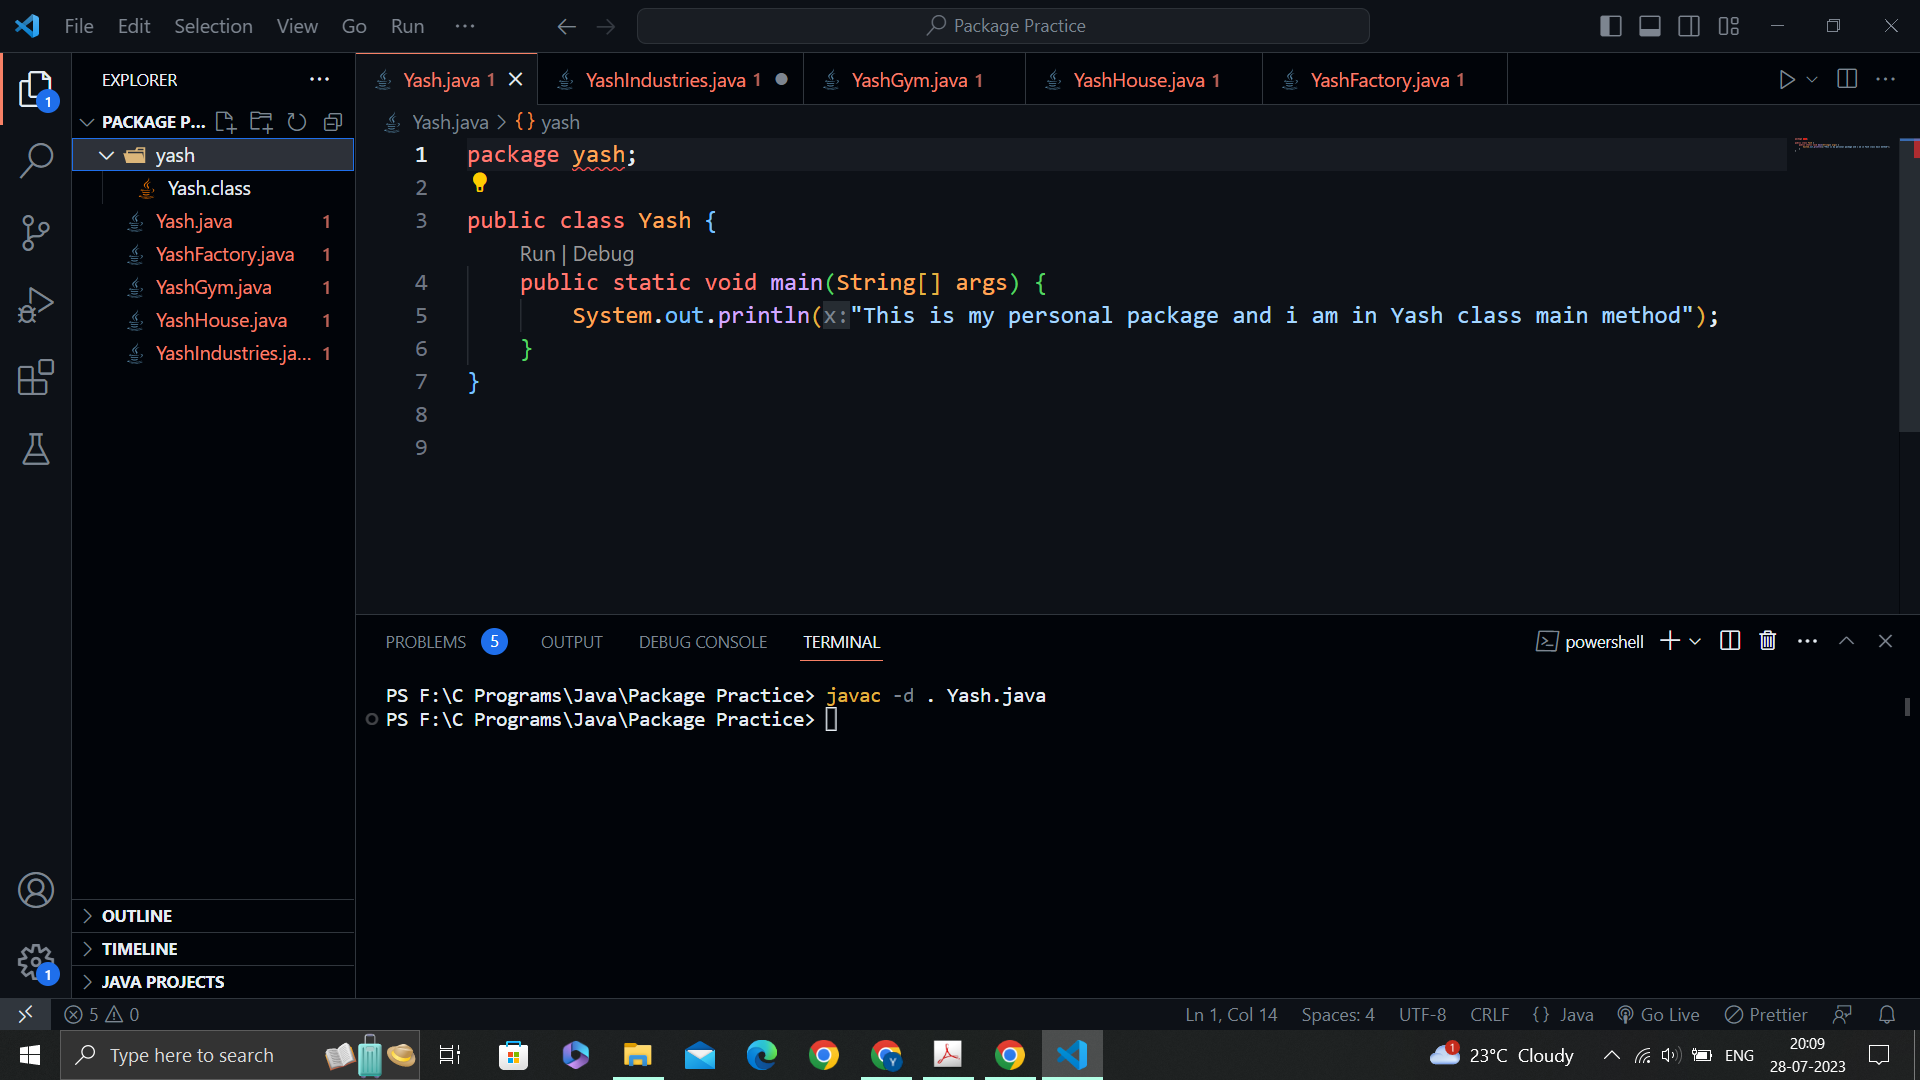 File Edit Selection View Go Run ···
Package Practice
EXPLORER
PACKAGE P...
yash
Yash.class
Yash.java 1
YashFactory.java 1
YashGym.java 1
YashHouse.java 1
YashIndustries.ja... 1
OUTLINE
TIMELINE
JAVA PROJECTS
1
1
Yash.java 1
YashIndustries.java 1
YashGym.java 1
YashHouse.java 1
YashFactory.java 1
Yash.java > {} yash
1 package yash;
2
3 public class Yash {
Run | Debug
4 public static void main(String[] args) {
5 System.out.println(x:"This is my personal package and i am in Yash class main method");
6 }
7 }
8
9
PROBLEMS 5 OUTPUT DEBUG CONSOLE TERMINAL
powershell
PS F:\C Programs\Java\Package Practice> javac -d . Yash.java
PS F:\C Programs\Java\Package Practice>
5 0
Ln 1, Col 14 Spaces: 4 UTF-8 CRLF {} Java Go Live Prettier
Type here to search
Y
1
23°C Cloudy
ENG
20:09
28-07-2023